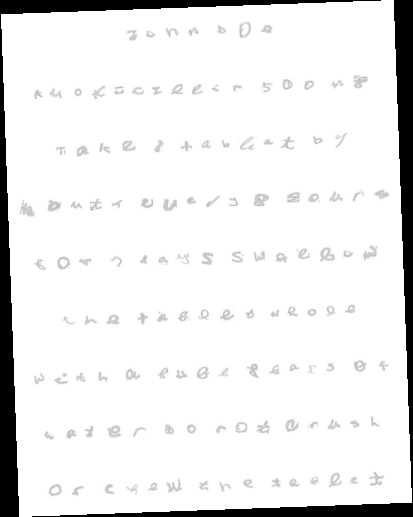 John Doe
Amoxicillin 500 mg
Take tablet by
mouth every 8 hours
for 7 days Swallow
the tablet whole
with a full glass of
water Do not crush
or chew the tablet